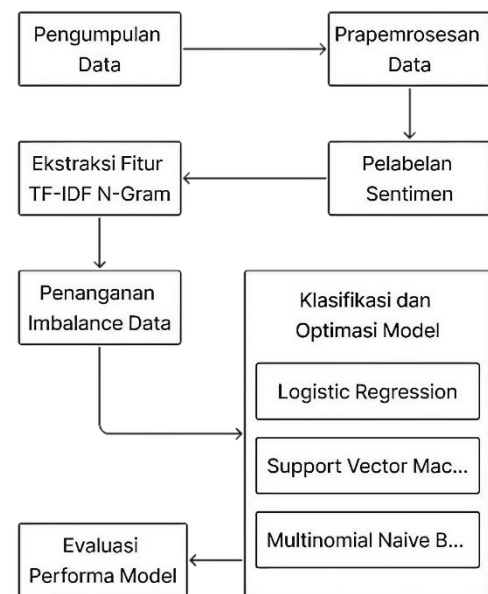 Pengumpulan
Data
Prapemrosesan
Data
Pelabelan
Sentimen
Ekstraksi Fitur
TF-IDF N-Gram
Penanganan
Imbalance Data
Klasifikasi dan
Optimasi Model
Logistic Regression
Support Vector Mac...
Multinomial Naive B...
Evaluasi
Performa Model